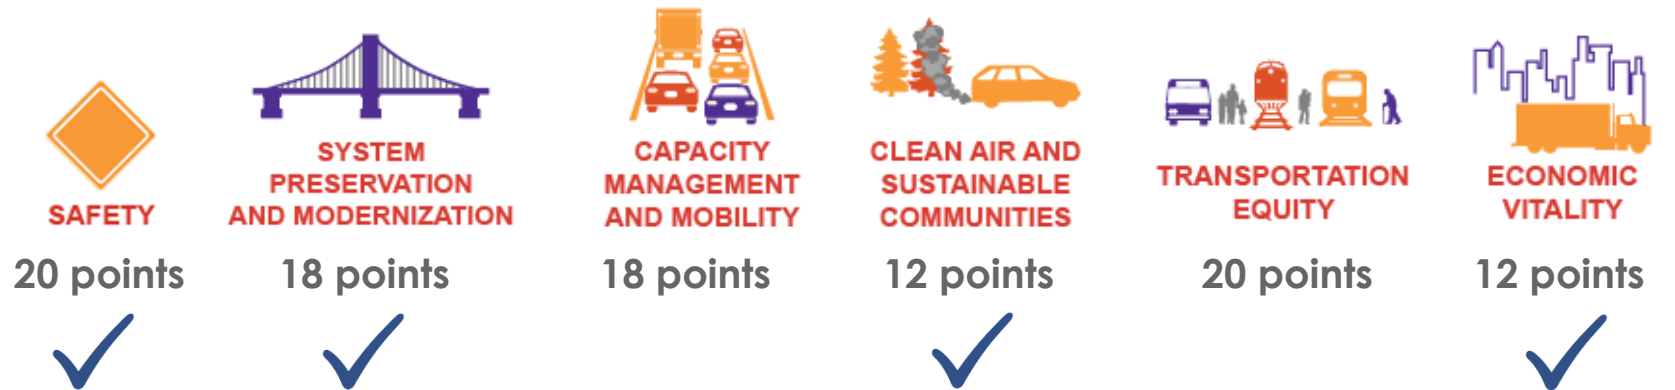 SAFETY
20 points
SYSTEM
PRESERVATION
AND MODERNIZATION
18 points
CAPACITY
MANAGEMENT
AND MOBILITY
18 points
CLEAN AIR AND
SUSTAINABLE
COMMUNITIES
12 points
TRANSPORTATION
EQUITY
20 points
ECONOMIC
VITALITY
12 points